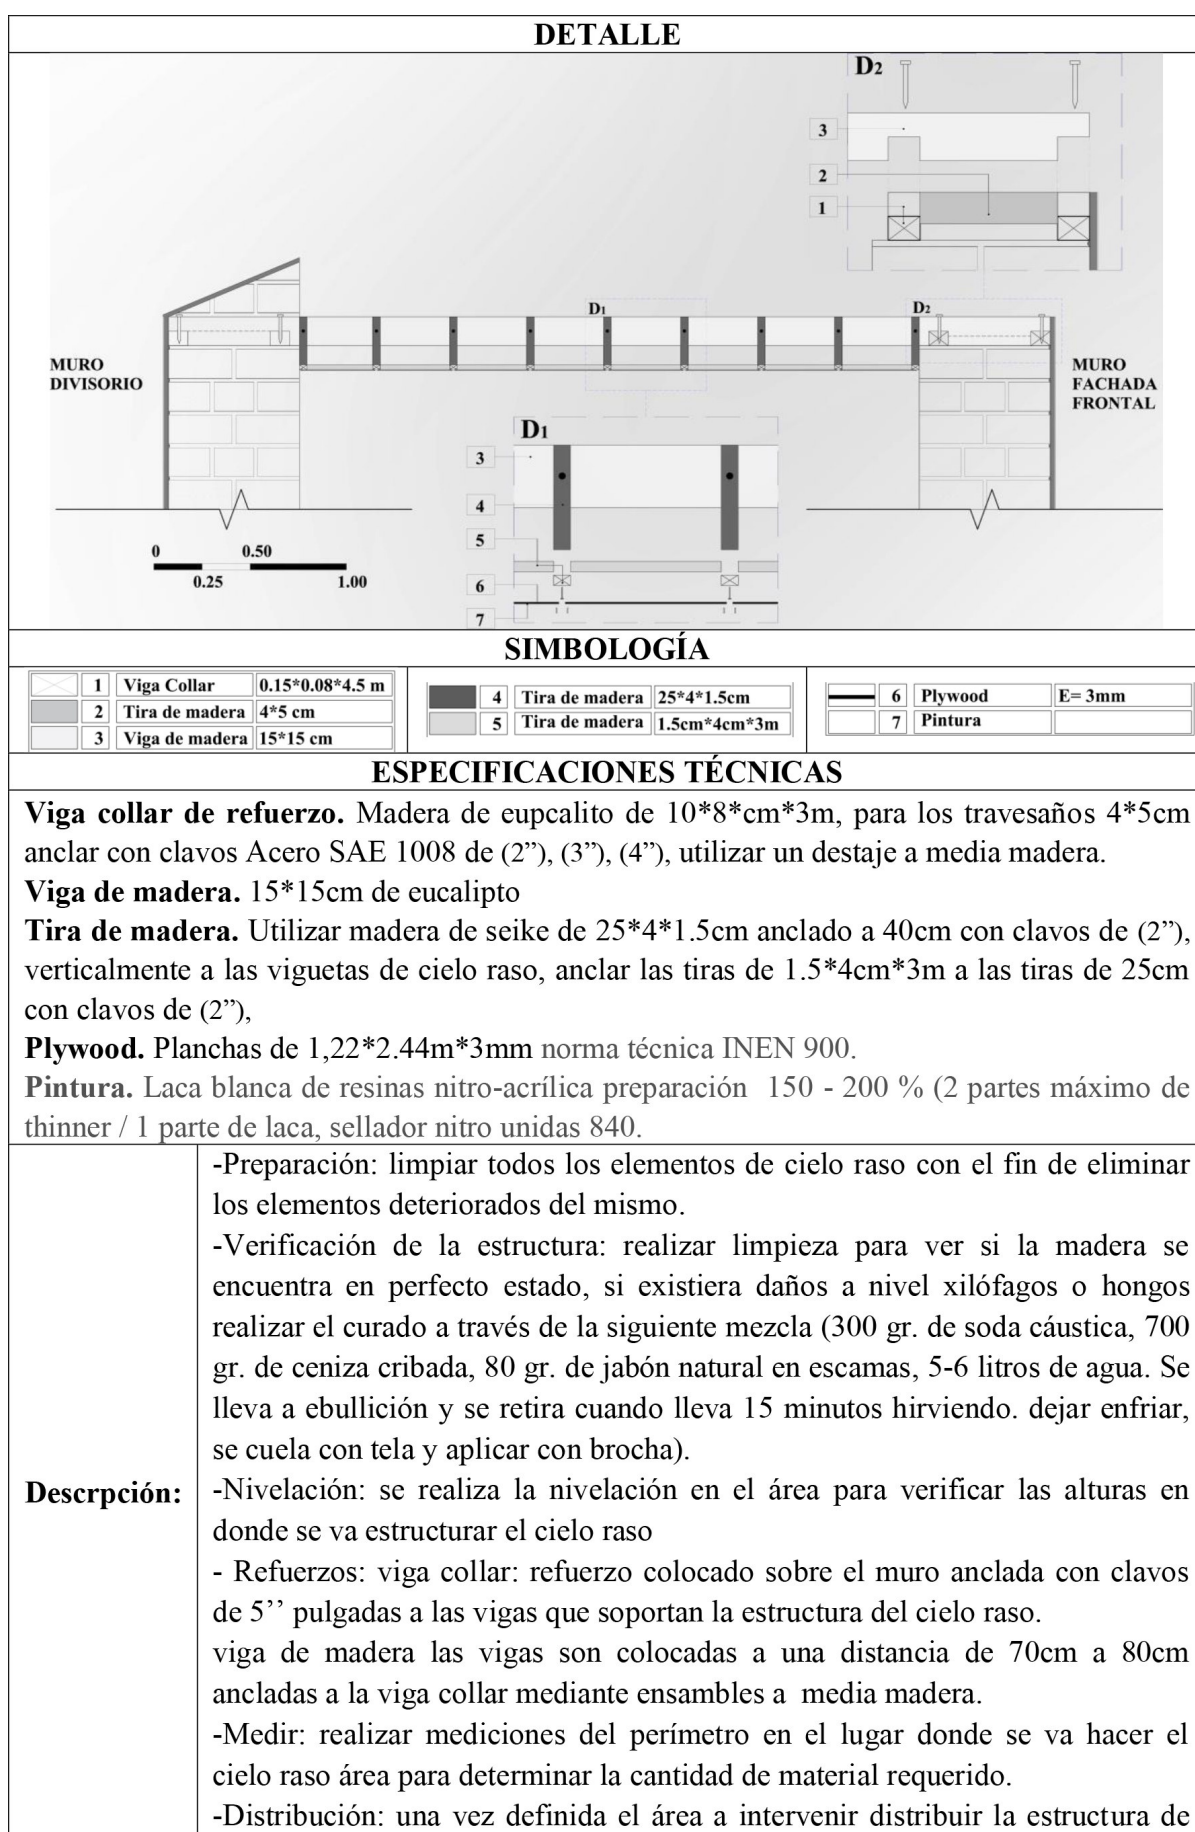 DETALLE
D2
3
2
1
D1
D2
MURO
DIVISORIO
MURO
FACHADA
FRONTAL
D1
3
4
5
6
7
0
0.50
0.25
1.00
SIMBOLOGÍA
1 Viga Collar 0.15*0.08*4.5 m
2 Tira de madera 4*5 cm
3 Viga de madera 15*15 cm
4 Tira de madera 25*4*1.5cm
5 Tira de madera 1.5cm*4cm*3m
6 Plywood E= 3mm
7 Pintura
ESPECIFICACIONES TÉCNICAS
Viga collar de refuerzo. Madera de eupcalito de 10*8*cm*3m, para los travesaños 4*5cm
anclar con clavos Acero SAE 1008 de (2”), (3”), (4”), utilizar un destaje a media madera.
Viga de madera. 15*15cm de eucalipto
Tira de madera. Utilizar madera de seike de 25*4*1.5cm anclado a 40cm con clavos de (2”),
verticalmente a las viguetas de cielo raso, anclar las tiras de 1.5*4cm*3m a las tiras de 25cm
con clavos de (2”),
Plywood. Planchas de 1,22*2.44m*3mm norma técnica INEN 900.
Pintura. Laca blanca de resinas nitro-acrílica preparación 150 - 200 % (2 partes máximo de
thinner / 1 parte de laca, sellador nitro unidas 840.
Descrpción:
-Preparación: limpiar todos los elementos de cielo raso con el fin de eliminar
los elementos deteriorados del mismo.
-Verificación de la estructura: realizar limpieza para ver si la madera se
encuentra en perfecto estado, si existiera daños a nivel xilófagos o hongos
realizar el curado a través de la siguiente mezcla (300 gr. de soda cáustica, 700
gr. de ceniza cribada, 80 gr. de jabón natural en escamas, 5-6 litros de agua. Se
lleva a ebullición y se retira cuando lleva 15 minutos hirviendo. dejar enfriar,
se cuela con tela y aplicar con brocha).
-Nivelación: se realiza la nivelación en el área para verificar las alturas en
donde se va estructurar el cielo raso
- Refuerzos: viga collar: refuerzo colocado sobre el muro anclada con clavos
de 5’’ pulgadas a las vigas que soportan la estructura del cielo raso.
viga de madera las vigas son colocadas a una distancia de 70cm a 80cm
ancladas a la viga collar mediante ensambles a media madera.
-Medir: realizar mediciones del perímetro en el lugar donde se va hacer el
cielo raso área para determinar la cantidad de material requerido.
-Distribución: una vez definida el área a intervenir distribuir la estructura de